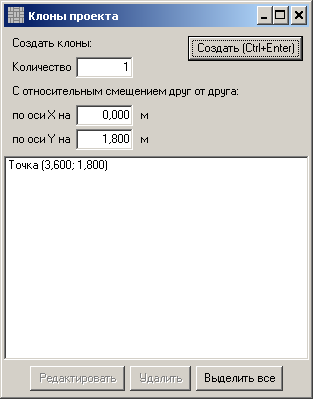 Клоны проекта
Создать клоны:
Создать (Ctrl+Enter)
Количество 1
С относительным смещением друг от друга:
по оси X на 0,000 м
по оси Y на 1,800 м
Точка (3,600; 1,800)
Редактировать Удалить Выделить все